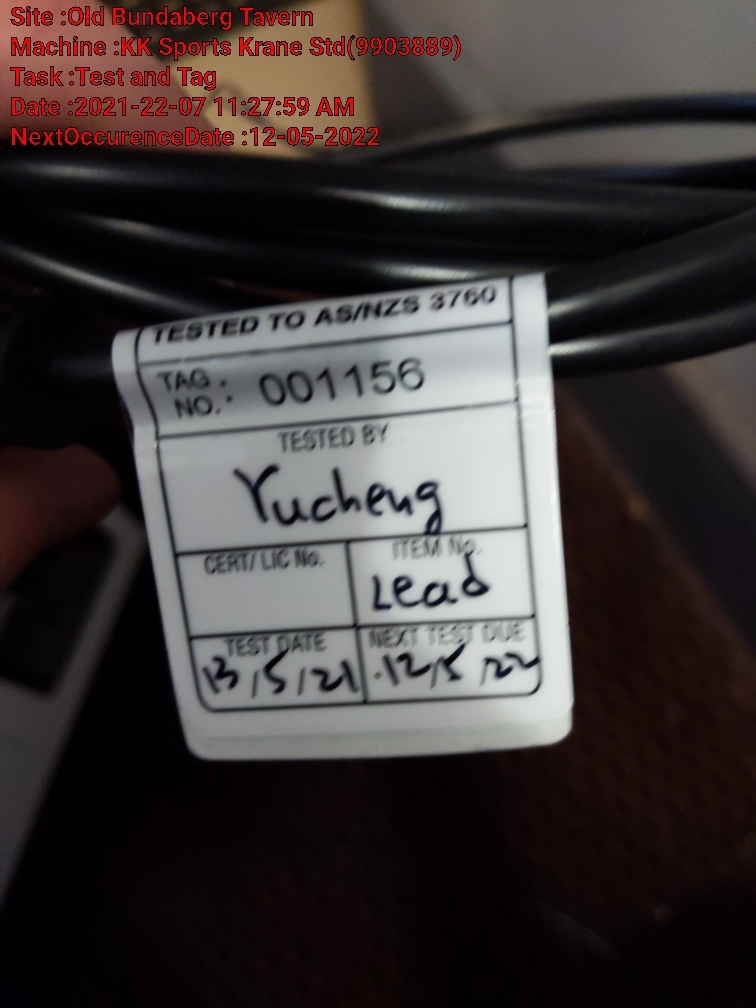 Site :Old Bundaberg Tavern
Machine :KK Sports Krane Std(9903889)
Task :Test and Tag
Date :2021-22-07 11:27:59 AM
NextOccurenceDate :12-05-2022
TESTED TO AS/NZS 3760
TAG NO. : 001156
TESTED BY
Yucheng
CERT/ LIC No.
ITEM No.
Lead
TEST DATE
13/5/21
NEXT TEST DUE
12/5/22